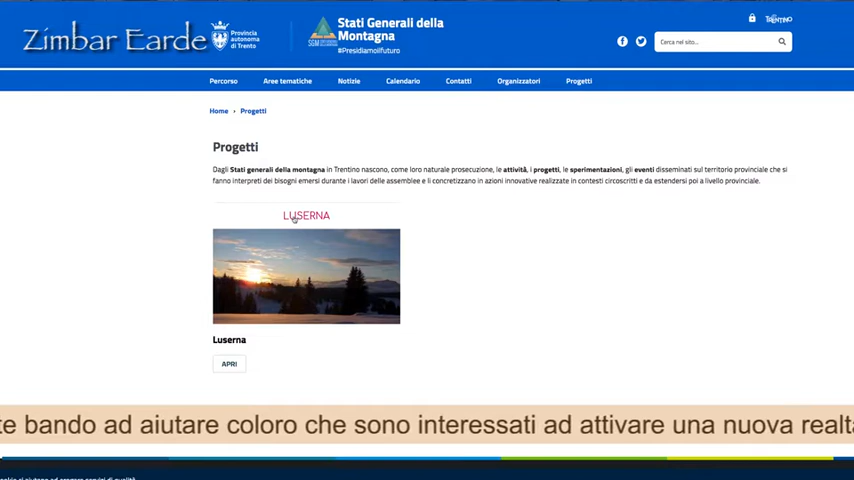 Zimbar Earde
Provincia
autonoma
di Trento
SGM
Stati Generali della
Montagna
#Presidiamoilfuturo
TRENTINO
Cerca nel sito...
Percorso Aree tematiche Notizie Calendario Contatti Organizzatori Progetti
Home › Progetti
Progetti
Dagli Stati generali della montagna in Trentino nascono, come loro naturale prosecuzione, le attività, i progetti, le sperimentazioni, gli eventi disseminati sul territorio provinciale che si
fanno interpreti dei bisogni emersi durante i lavori delle assemblee e li concretizzano in azioni innovative realizzate in contesti circoscritti e da estendersi poi a livello provinciale.
LUSERNA
Luserna
APRI
te bando ad aiutare coloro che sono interessati ad attivare una nuova realtà